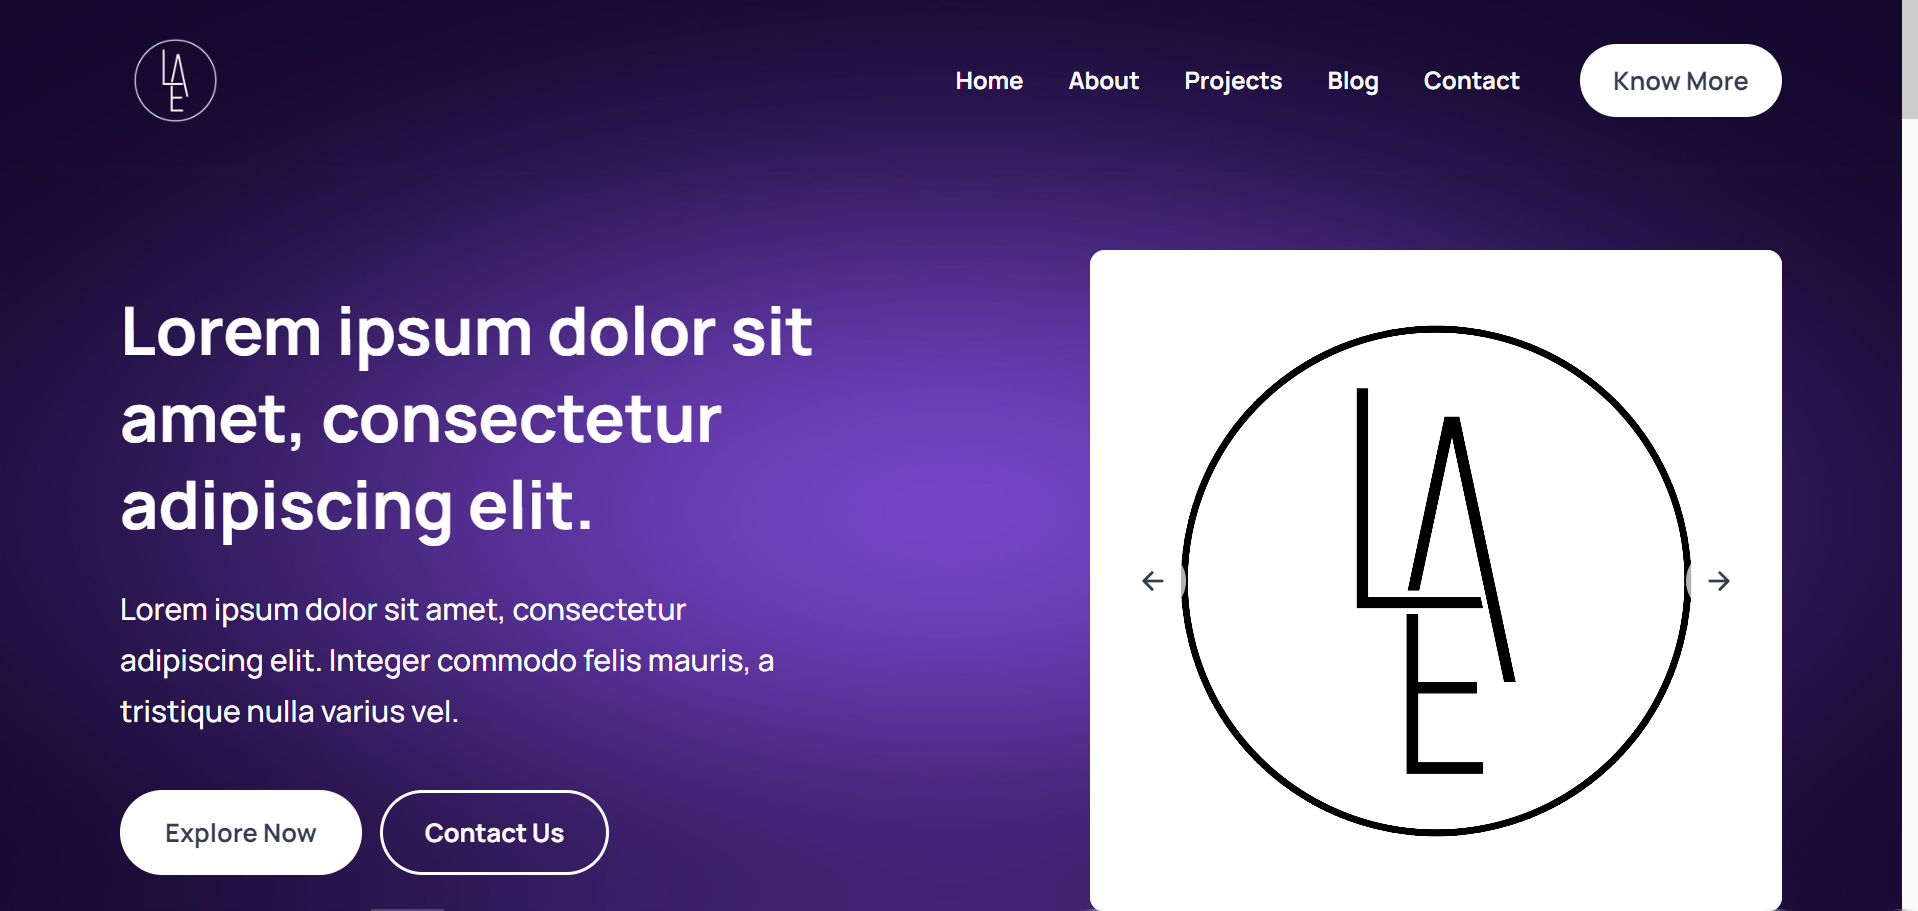 LAE
Home About Projects Blog Contact Know More
Lorem ipsum dolor sit
amet, consectetur
adipiscing elit.
Lorem ipsum dolor sit amet, consectetur
adipiscing elit. Integer commodo felis mauris, a
tristique nulla varius vel.
Explore Now Contact Us
LAE